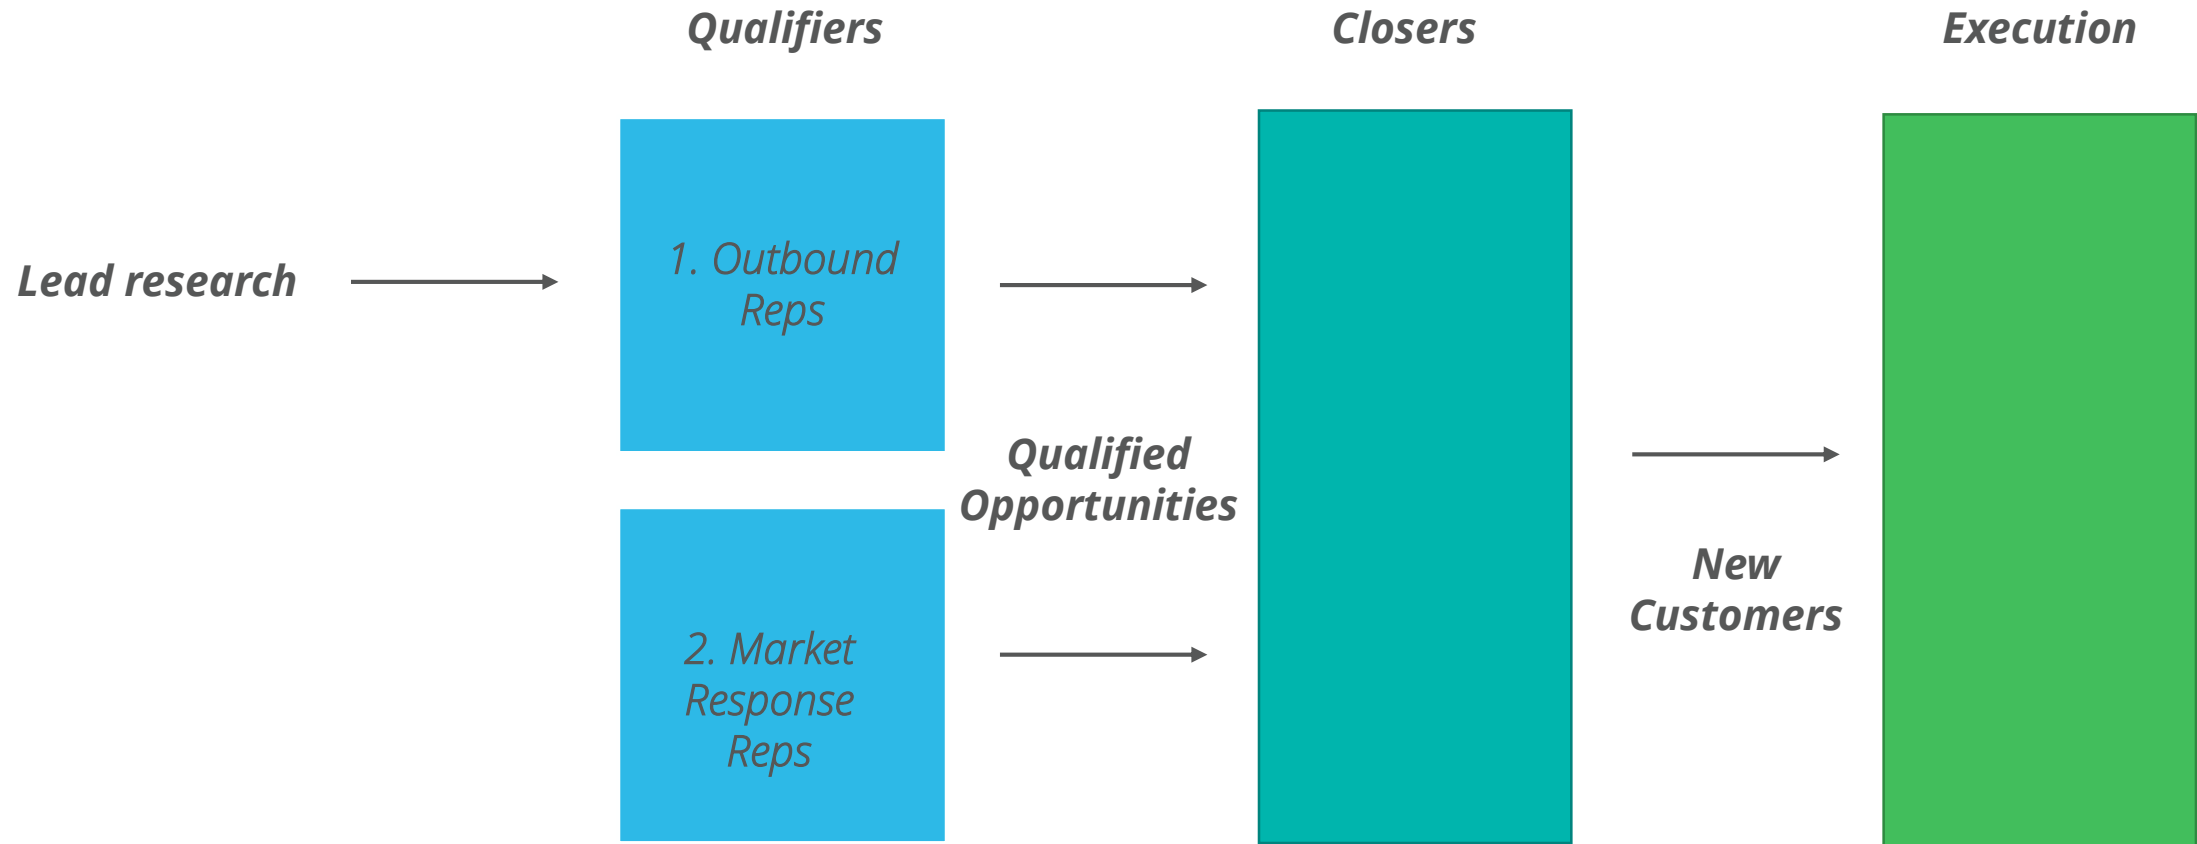 Qualifiers
Closers
Execution
Lead research
1. Outbound
Reps
Qualified
Opportunities
2. Market
Response
Reps
New
Customers